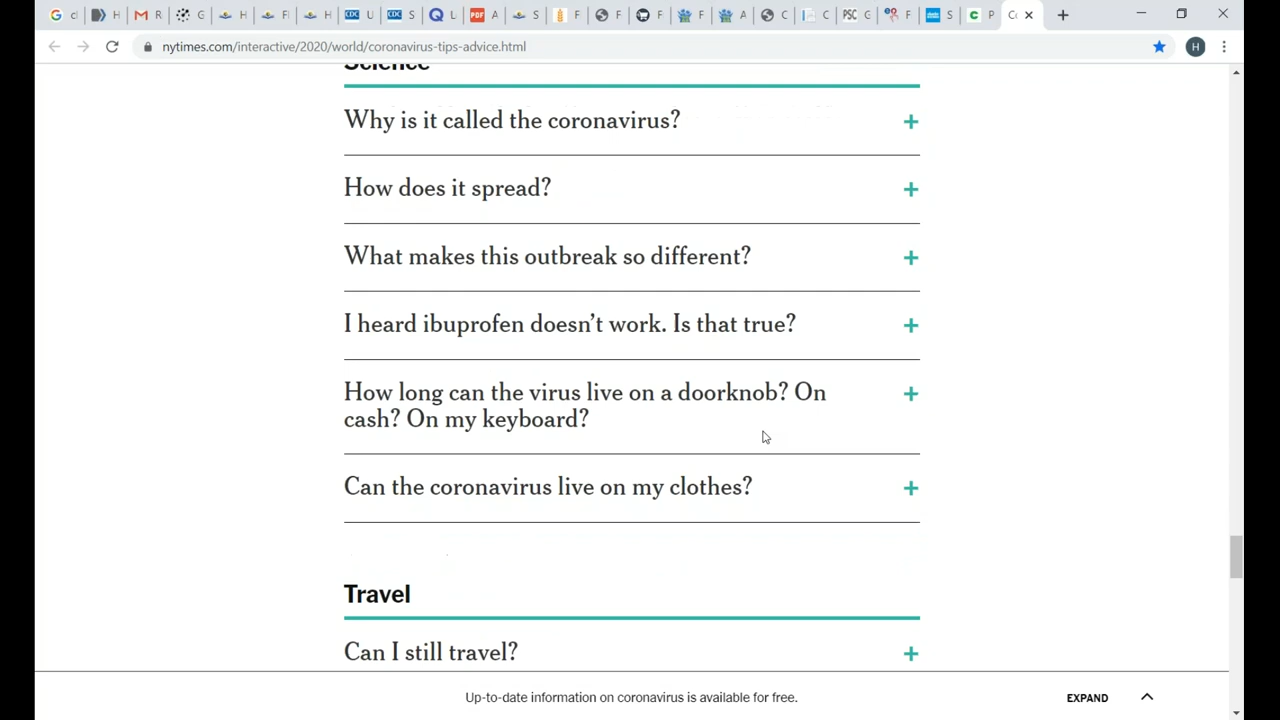 nytimes.com/interactive/2020/world/coronavirus-tips-advice.html
H
Science
Why is it called the coronavirus?
How does it spread?
What makes this outbreak so different?
I heard ibuprofen doesn’t work. Is that true?
How long can the virus live on a doorknob? On
cash? On my keyboard?
Can the coronavirus live on my clothes?
Travel
Can I still travel?
Up-to-date information on coronavirus is available for free.
EXPAND